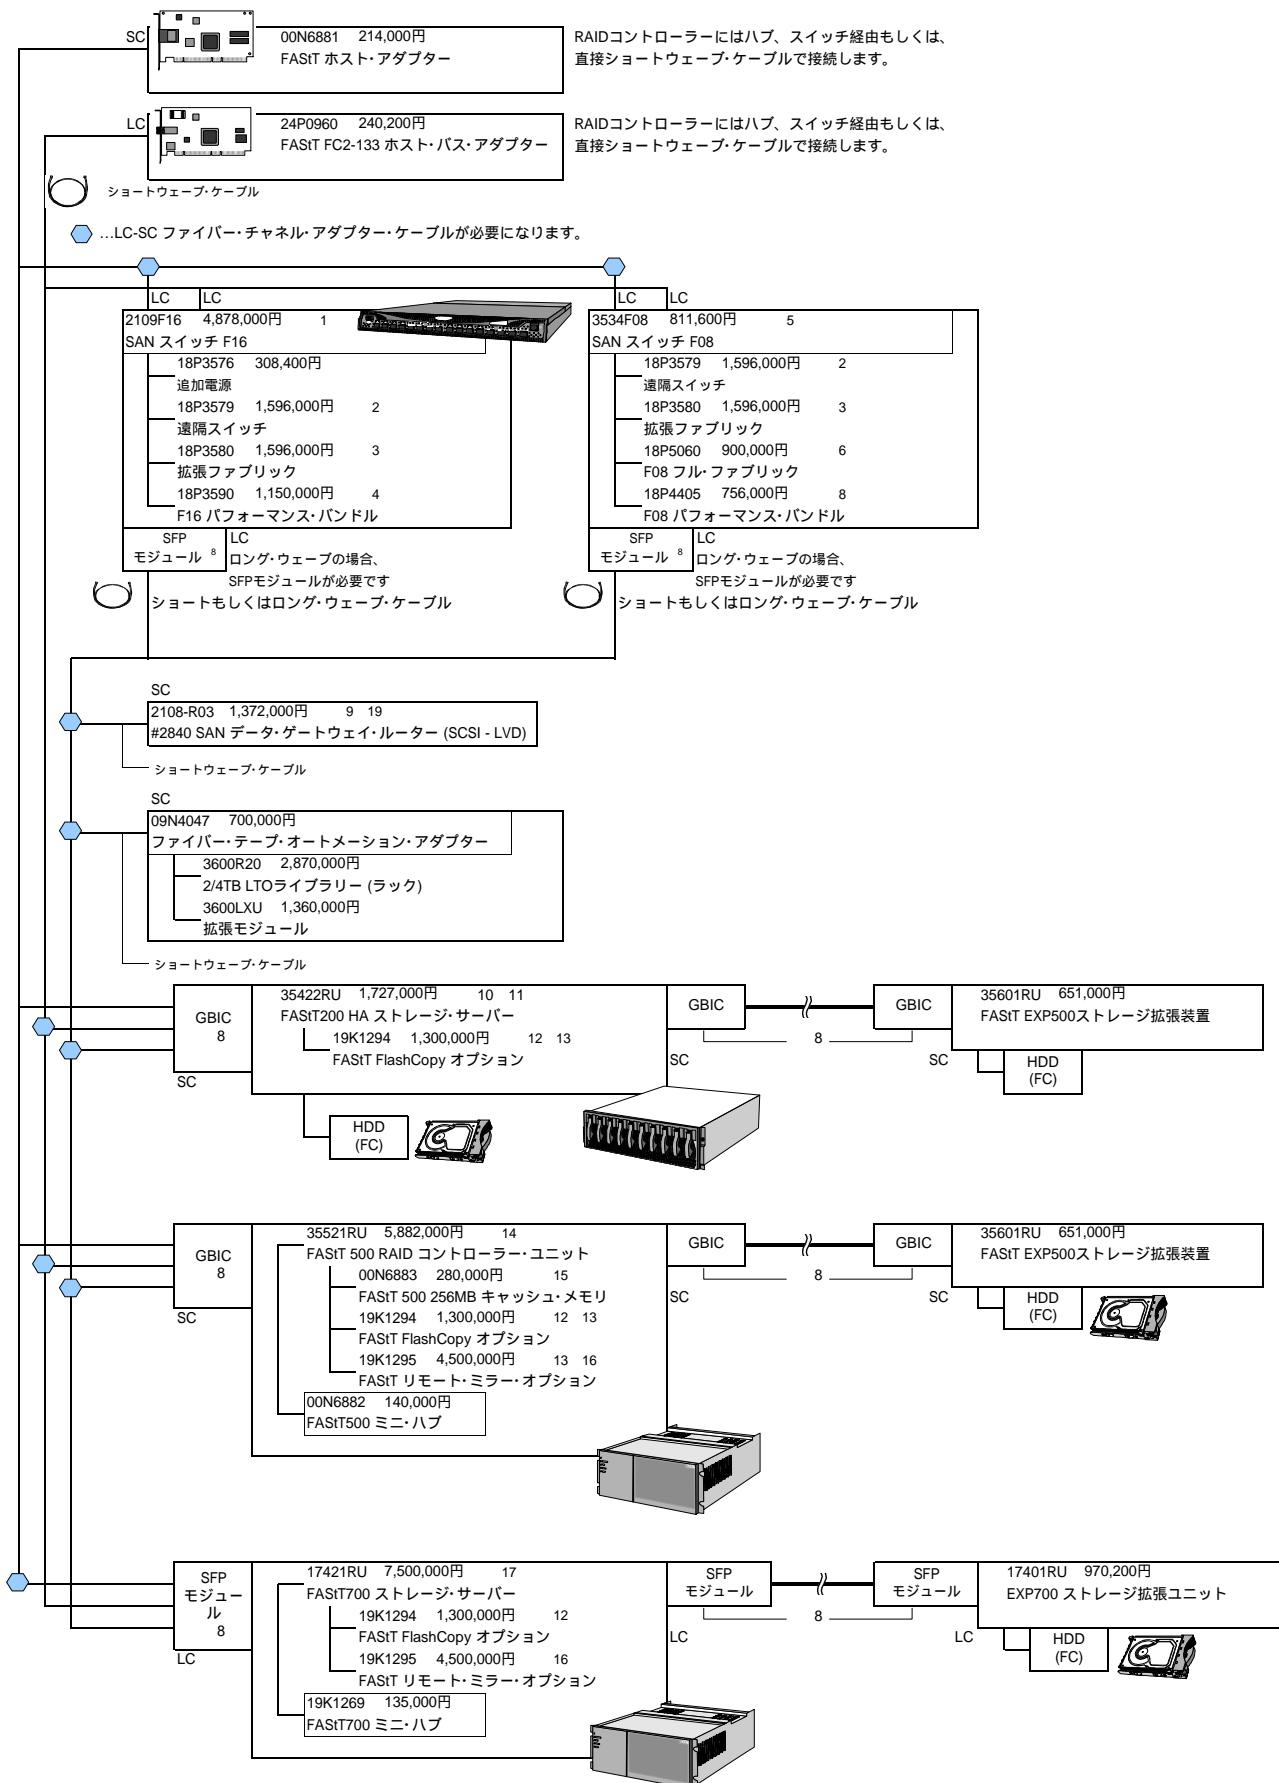 SC
00N6881 214,000円
FAStT ホスト・アダプター
RAIDコントローラーにはハブ、スイッチ経由もしくは、
直接ショートウェーブ・ケーブルで接続します。
LC
24P0960 240,200円
FAStT FC2-133 ホスト・バス・アダプター
RAIDコントローラーにはハブ、スイッチ経由もしくは、
直接ショートウェーブ・ケーブルで接続します。
ショートウェーブ・ケーブル
…LC-SC ファイバー・チャネル・アダプター・ケーブルが必要になります。
LC LC
2109F16 4,878,000円 1
SAN スイッチ F16
18P3576 308,400円
追加電源
18P3579 1,596,000円 2
遠隔スイッチ
18P3580 1,596,000円 3
拡張ファブリック
18P3590 1,150,000円 4
F16 パフォーマンス・バンドル
SFP
モジュール 8
LC
ロング・ウェーブの場合、
SFPモジュールが必要です
ショートもしくはロング・ウェーブ・ケーブル
LC LC
3534F08 811,600円 5
SAN スイッチ F08
18P3579 1,596,000円 2
遠隔スイッチ
18P3580 1,596,000円 3
拡張ファブリック
18P5060 900,000円 6
F08 フル・ファブリック
18P4405 756,000円 8
F08 パフォーマンス・バンドル
SFP
モジュール 8
LC
ロング・ウェーブの場合、
SFPモジュールが必要です
ショートもしくはロング・ウェーブ・ケーブル
SC
2108-R03 1,372,000円 9 19
#2840 SAN データ・ゲートウェイ・ルーター (SCSI - LVD)
ショートウェーブ・ケーブル
SC
09N4047 700,000円
ファイバー・テープ・オートメーション・アダプター
3600R20 2,870,000円
2/4TB LTOライブラリー (ラック)
3600LXU 1,360,000円
拡張モジュール
ショートウェーブ・ケーブル
GBIC
8
SC
35422RU 1,727,000円 10 11
FAStT200 HA ストレージ・サーバー
19K1294 1,300,000円 12 13
FAStT FlashCopy オプション
HDD
(FC)
GBIC
SC
8
GBIC
SC
35601RU 651,000円
FAStT EXP500ストレージ拡張装置
HDD
(FC)
GBIC
8
SC
35521RU 5,882,000円 14
FAStT 500 RAID コントローラー・ユニット
00N6883 280,000円 15
FAStT 500 256MB キャッシュ・メモリ
19K1294 1,300,000円 12 13
FAStT FlashCopy オプション
19K1295 4,500,000円 13 16
FAStT リモート・ミラー・オプション
00N6882 140,000円
FAStT500 ミニ・ハブ
GBIC
SC
8
GBIC
SC
35601RU 651,000円
FAStT EXP500ストレージ拡張装置
HDD
(FC)
SFP
モジュー
ル
8
LC
17421RU 7,500,000円 17
FAStT700 ストレージ・サーバー
19K1294 1,300,000円 12
FAStT FlashCopy オプション
19K1295 4,500,000円 16
FAStT リモート・ミラー・オプション
19K1269 135,000円
FAStT700 ミニ・ハブ
SFP
モジュール
LC
8
SFP
モジュール
LC
17401RU 970,200円
EXP700 ストレージ拡張ユニット
HDD
(FC)